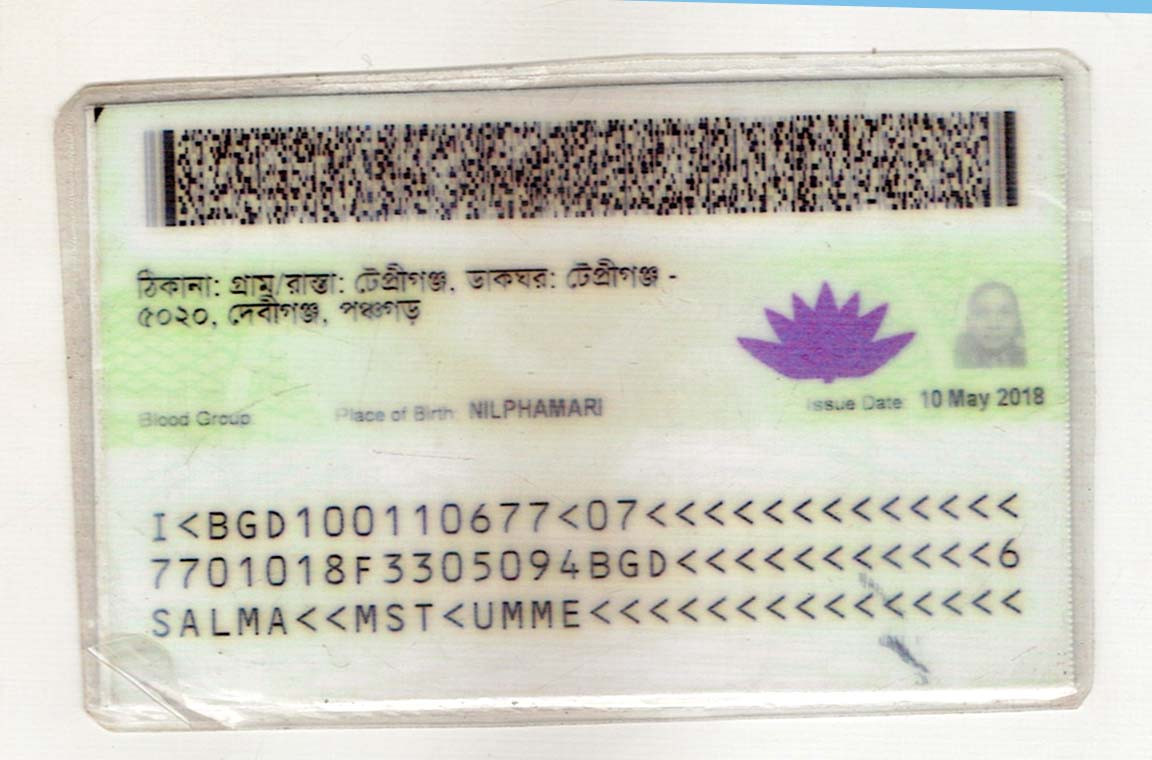 ঠিকানা: গ্রাম/রাস্তা: টেপ্রীগঞ্জ, ডাকঘর: টেপ্রীগঞ্জ -
৫০২০, দেবীগঞ্জ, পঞ্চগড়
Blood Group: Place of Birth: NILPHAMARI Issue Date: 10 May 2018
I<BGD100110677<07<<<<<<<<<<<<<
7701018F3305094BGD<<<<<<<<<<<6
SALMA<<MST<UMME<<<<<<<<<<<<<<<